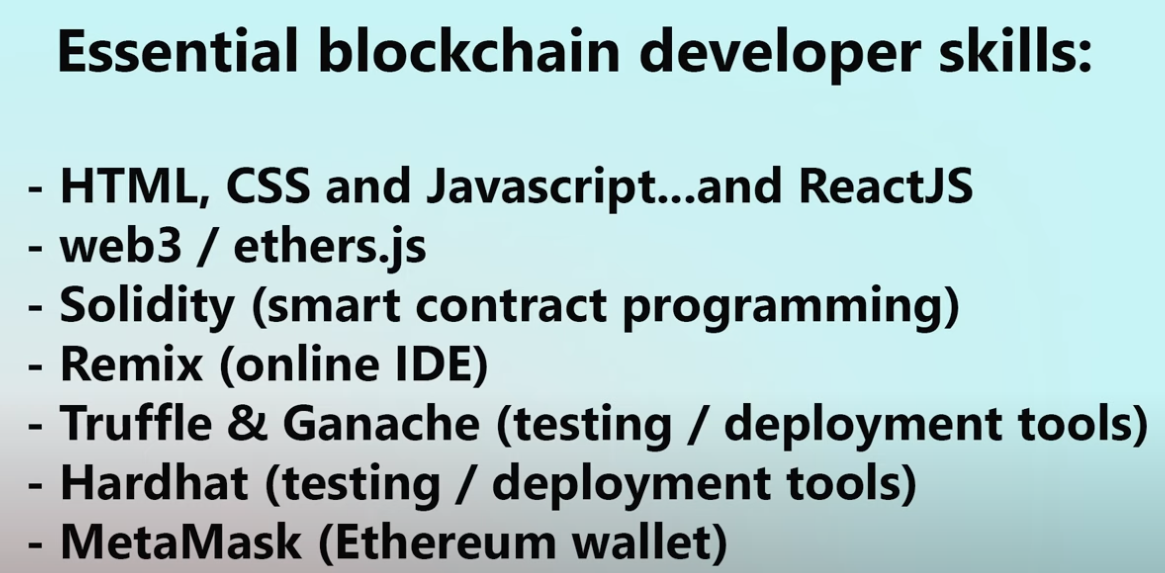 Essential blockchain developer skills:
- HTML, CSS and Javascript...and ReactJS
- web3 / ethers.js
- Solidity (smart contract programming)
- Remix (online IDE)
- Truffle & Ganache (testing / deployment tools)
- Hardhat (testing / deployment tools)
- MetaMask (Ethereum wallet)